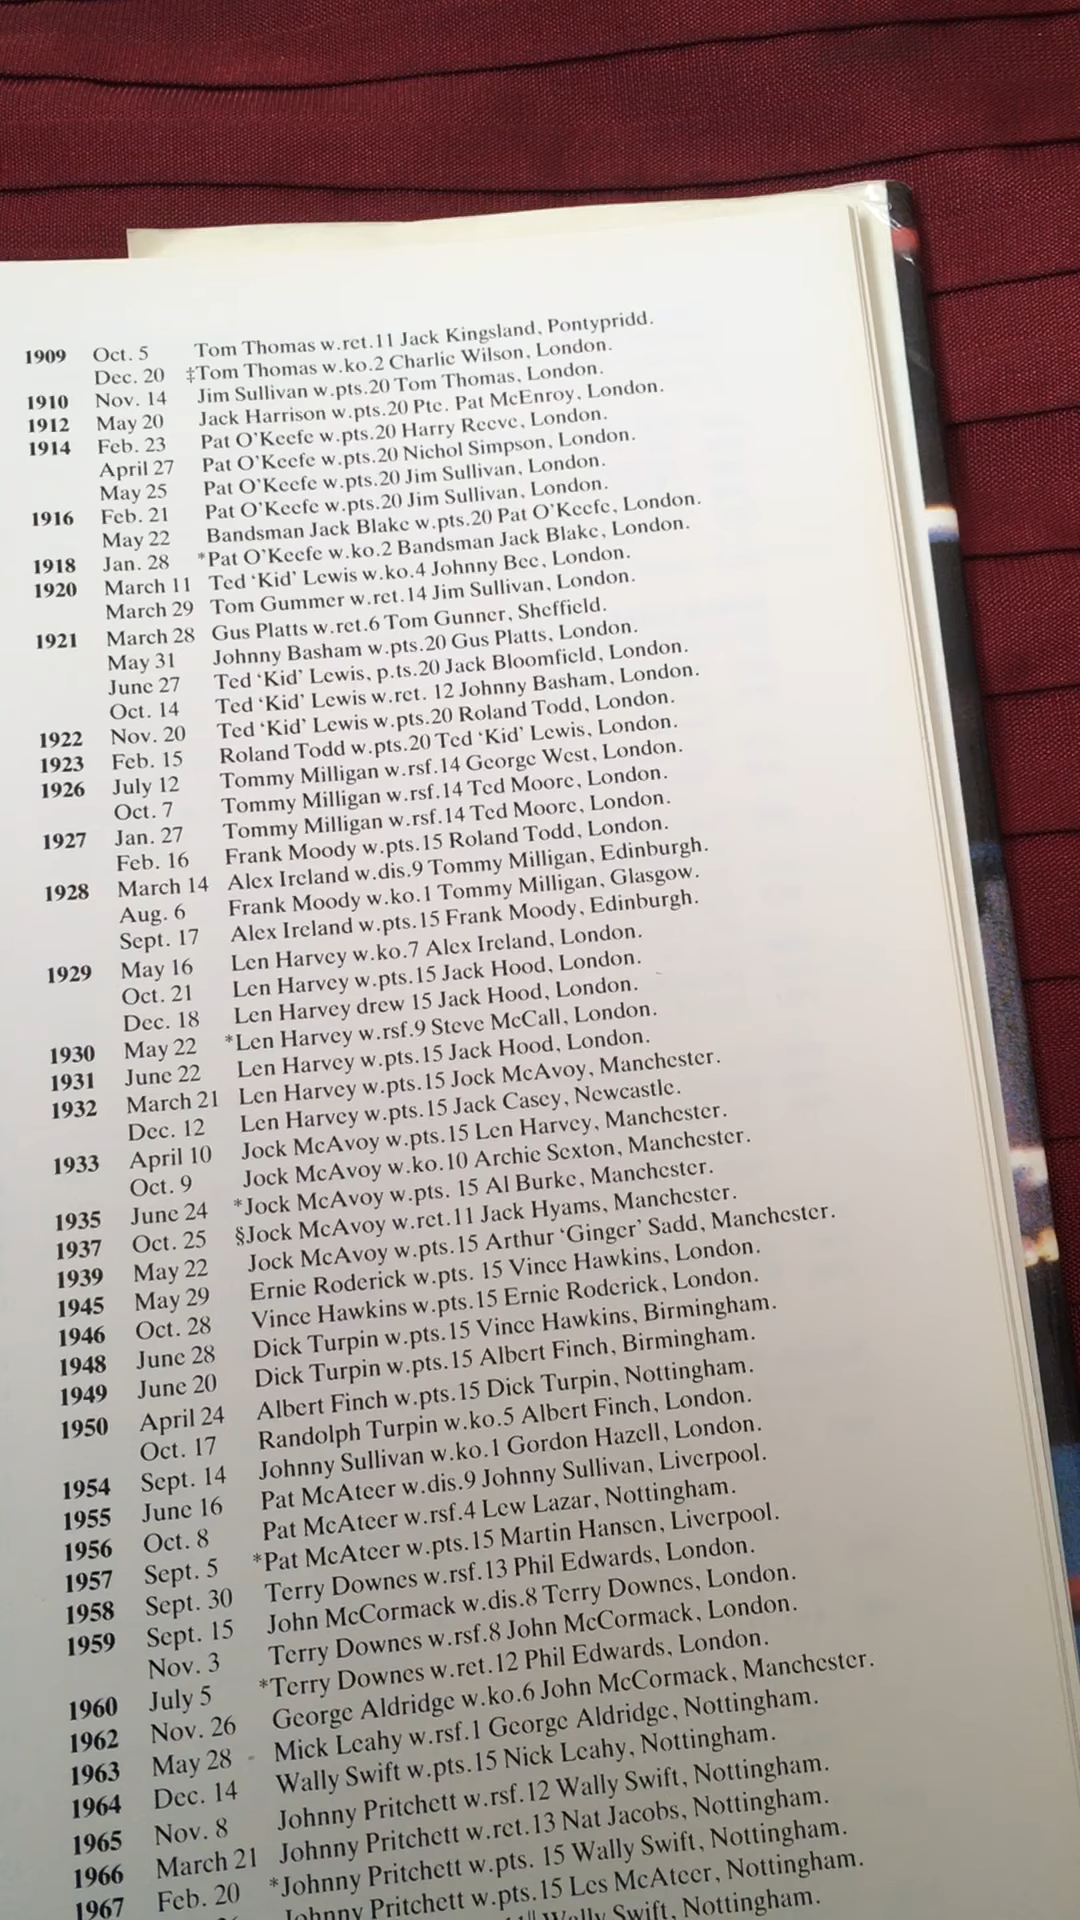 1909 Oct. 5 Tom Thomas w.ret.11 Jack Kingsland, Pontypridd.
Dec. 20 ‡Tom Thomas w.ko.2 Charlie Wilson, London.
1910 Nov. 14 Jim Sullivan w.pts.20 Tom Thomas, London.
1912 May 20 Jack Harrison w.pts.20 Pte. Pat McEnroy, London.
1914 Feb. 23 Pat O'Keefe w.pts.20 Harry Reeve, London.
April 27 Pat O'Keefe w.pts.20 Nichol Simpson, London.
May 25 Pat O'Keefe w.pts.20 Jim Sullivan, London.
1916 Feb. 21 Pat O'Keefe w.pts.20 Jim Sullivan, London.
May 22 Bandsman Jack Blake w.pts.20 Pat O'Keefe, London.
1918 Jan. 28 *Pat O'Keefe w.ko.2 Bandsman Jack Blake, London.
1920 March 11 Ted 'Kid' Lewis w.ko.4 Johnny Bee, London.
March 29 Tom Gummer w.ret.14 Jim Sullivan, London.
1921 March 28 Gus Platts w.ret.6 Tom Gunner, Sheffield.
May 31 Johnny Basham w.pts.20 Gus Platts, London.
June 27 Ted 'Kid' Lewis, p.ts.20 Jack Bloomfield, London.
Oct. 14 Ted 'Kid' Lewis w.ret. 12 Johnny Basham, London.
1922 Nov. 20 Ted 'Kid' Lewis w.pts.20 Roland Todd, London.
1923 Feb. 15 Roland Todd w.pts.20 Ted 'Kid' Lewis, London.
1926 July 12 Tommy Milligan w.rsf.14 George West, London.
Oct. 7 Tommy Milligan w.rsf.14 Ted Moore, London.
1927 Jan. 27 Tommy Milligan w.rsf.14 Ted Moore, London.
Feb. 16 Frank Moody w.pts.15 Roland Todd, London.
1928 March 14 Alex Ireland w.dis.9 Tommy Milligan, Edinburgh.
Aug. 6 Frank Moody w.ko.1 Tommy Milligan, Glasgow.
Sept. 17 Alex Ireland w.pts.15 Frank Moody, Edinburgh.
1929 May 16 Len Harvey w.ko.7 Alex Ireland, London.
Oct. 21 Len Harvey w.pts.15 Jack Hood, London.
Dec. 18 Len Harvey drew 15 Jack Hood, London.
1930 May 22 *Len Harvey w.rsf.9 Steve McCall, London.
1931 June 22 Len Harvey w.pts.15 Jack Hood, London.
1932 March 21 Len Harvey w.pts.15 Jock McAvoy, Manchester.
Dec. 12 Len Harvey w.pts.15 Jack Casey, Newcastle.
1933 April 10 Jock McAvoy w.pts.15 Len Harvey, Manchester.
Oct. 9 Jock McAvoy w.ko.10 Archie Sexton, Manchester.
1935 June 24 *Jock McAvoy w.pts. 15 Al Burke, Manchester.
1937 Oct. 25 §Jock McAvoy w.ret.11 Jack Hyams, Manchester.
1939 May 22 Jock McAvoy w.pts.15 Arthur 'Ginger' Sadd, Manchester.
1945 May 29 Ernie Roderick w.pts. 15 Vince Hawkins, London.
1946 Oct. 28 Vince Hawkins w.pts.15 Ernie Roderick, London.
1948 June 28 Dick Turpin w.pts.15 Vince Hawkins, Birmingham.
1949 June 20 Dick Turpin w.pts.15 Albert Finch, Birmingham.
1950 April 24 Albert Finch w.pts.15 Dick Turpin, Nottingham.
Oct. 17 Randolph Turpin w.ko.5 Albert Finch, London.
1954 Sept. 14 Johnny Sullivan w.ko.1 Gordon Hazell, London.
1955 June 16 Pat McAteer w.dis.9 Johnny Sullivan, Liverpool.
1956 Oct. 8 Pat McAteer w.rsf.4 Lew Lazar, Nottingham.
1957 Sept. 5 *Pat McAteer w.pts.15 Martin Hansen, Liverpool.
1958 Sept. 30 Terry Downes w.rsf.13 Phil Edwards, London.
1959 Sept. 15 John McCormack w.dis.8 Terry Downes, London.
Nov. 3 Terry Downes w.rsf.8 John McCormack, London.
1960 July 5 *Terry Downes w.ret.12 Phil Edwards, London.
1962 Nov. 26 George Aldridge w.ko.6 John McCormack, Manchester.
1963 May 28 Mick Leahy w.rsf.1 George Aldridge, Nottingham.
1964 Dec. 14 Wally Swift w.pts.15 Nick Leahy, Nottingham.
1965 Nov. 8 Johnny Pritchett w.rsf.12 Wally Swift, Nottingham.
1966 March 21 Johnny Pritchett w.ret.13 Nat Jacobs, Nottingham.
1967 Feb. 20 *Johnny Pritchett w.pts. 15 Wally Swift, Nottingham.
Johnny Pritchett w.pts.15 Les McAteer, Nottingham.
Wally Swift, Nottingham.